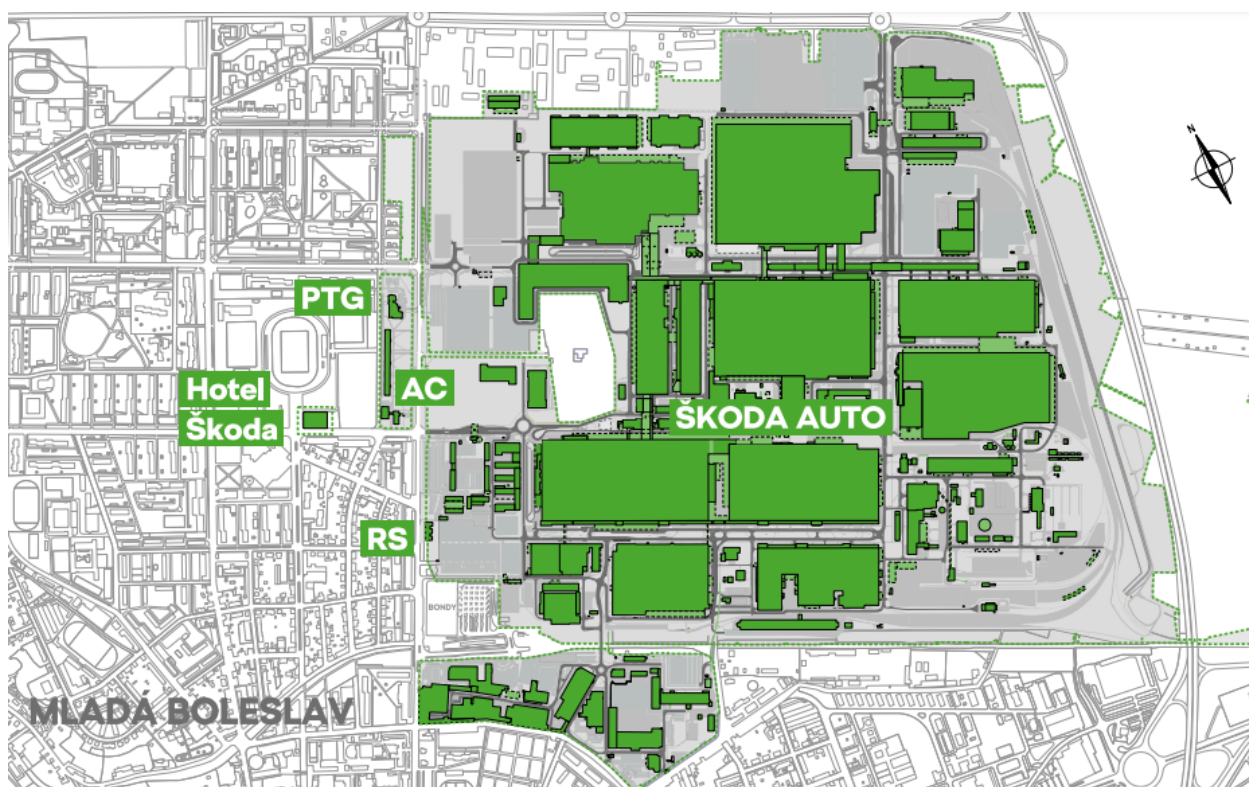 N
PTG
Hotel
Škoda
AC
ŠKODA AUTO
RS
BONDY
MLADÁ BOLESLAV